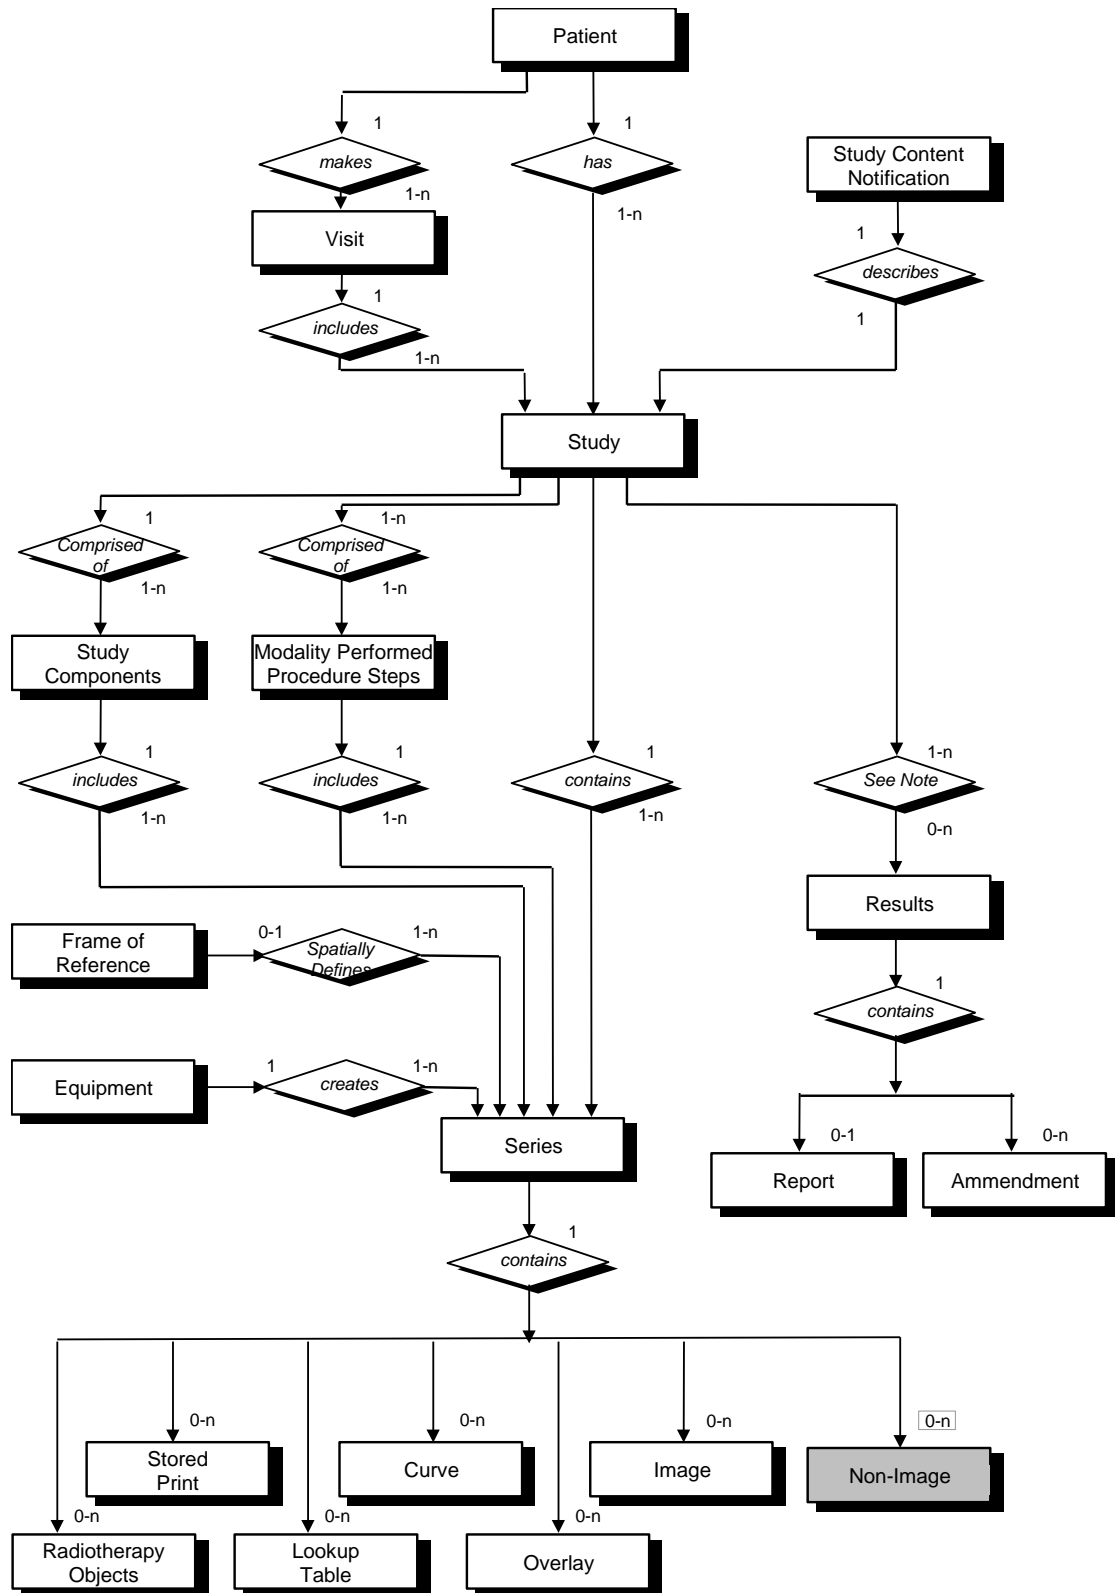 Patient
1
1
makes
has
Study Content
Notification
1-n
1-n
Visit
1
describes
1
1
includes
1-n
Study
1
1-n
Comprised
of
Comprised
of
1-n
1-n
Study
Components
Modality Performed
Procedure Steps
1
1
1
1-n
includes
includes
contains
See Note
1-n
1-n
1-n
0-n
Results
Frame of
Reference
0-1
Spatially
Defines
1-n
1
contains
Equipment
1
creates
1-n
Series
0-1
0-n
Report
Ammendment
1
contains
0-n
0-n
0-n
0-n
Stored
Print
Curve
Image
Non-Image
0-n
0-n
0-n
Radiotherapy
Objects
Lookup
Table
Overlay